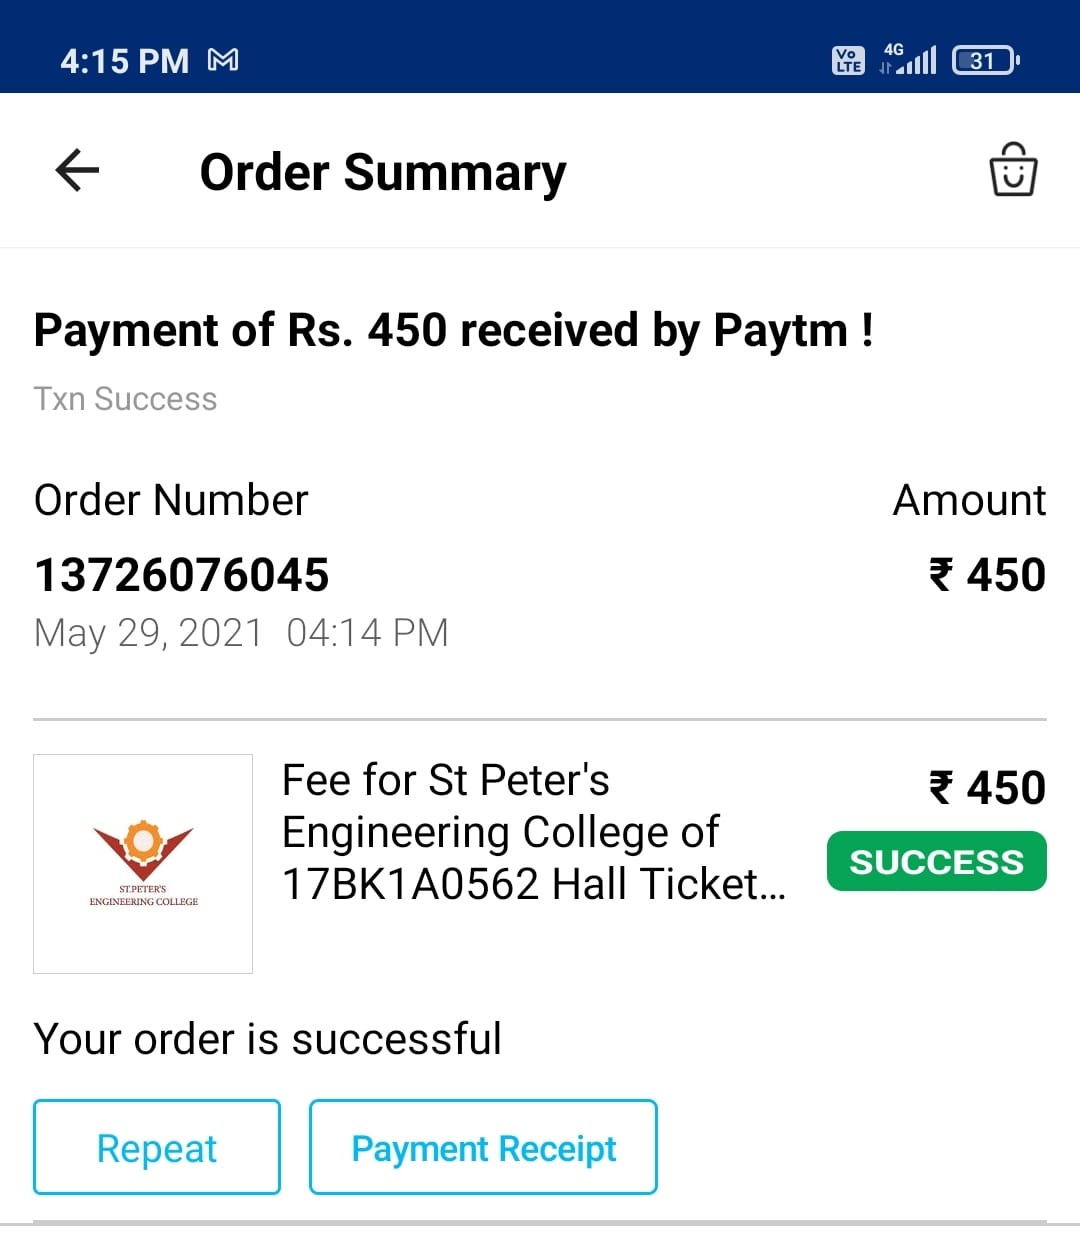 4:15 PM
Vo LTE 4G 31
Order Summary
Payment of Rs. 450 received by Paytm !
Txn Success
Order Number Amount
13726076045 ₹ 450
May 29, 2021 04:14 PM
Fee for St Peter's ₹ 450
Engineering College of
17BK1A0562 Hall Ticket...
SUCCESS
ST.PETER'S
ENGINEERING COLLEGE
Your order is successful
Repeat Payment Receipt